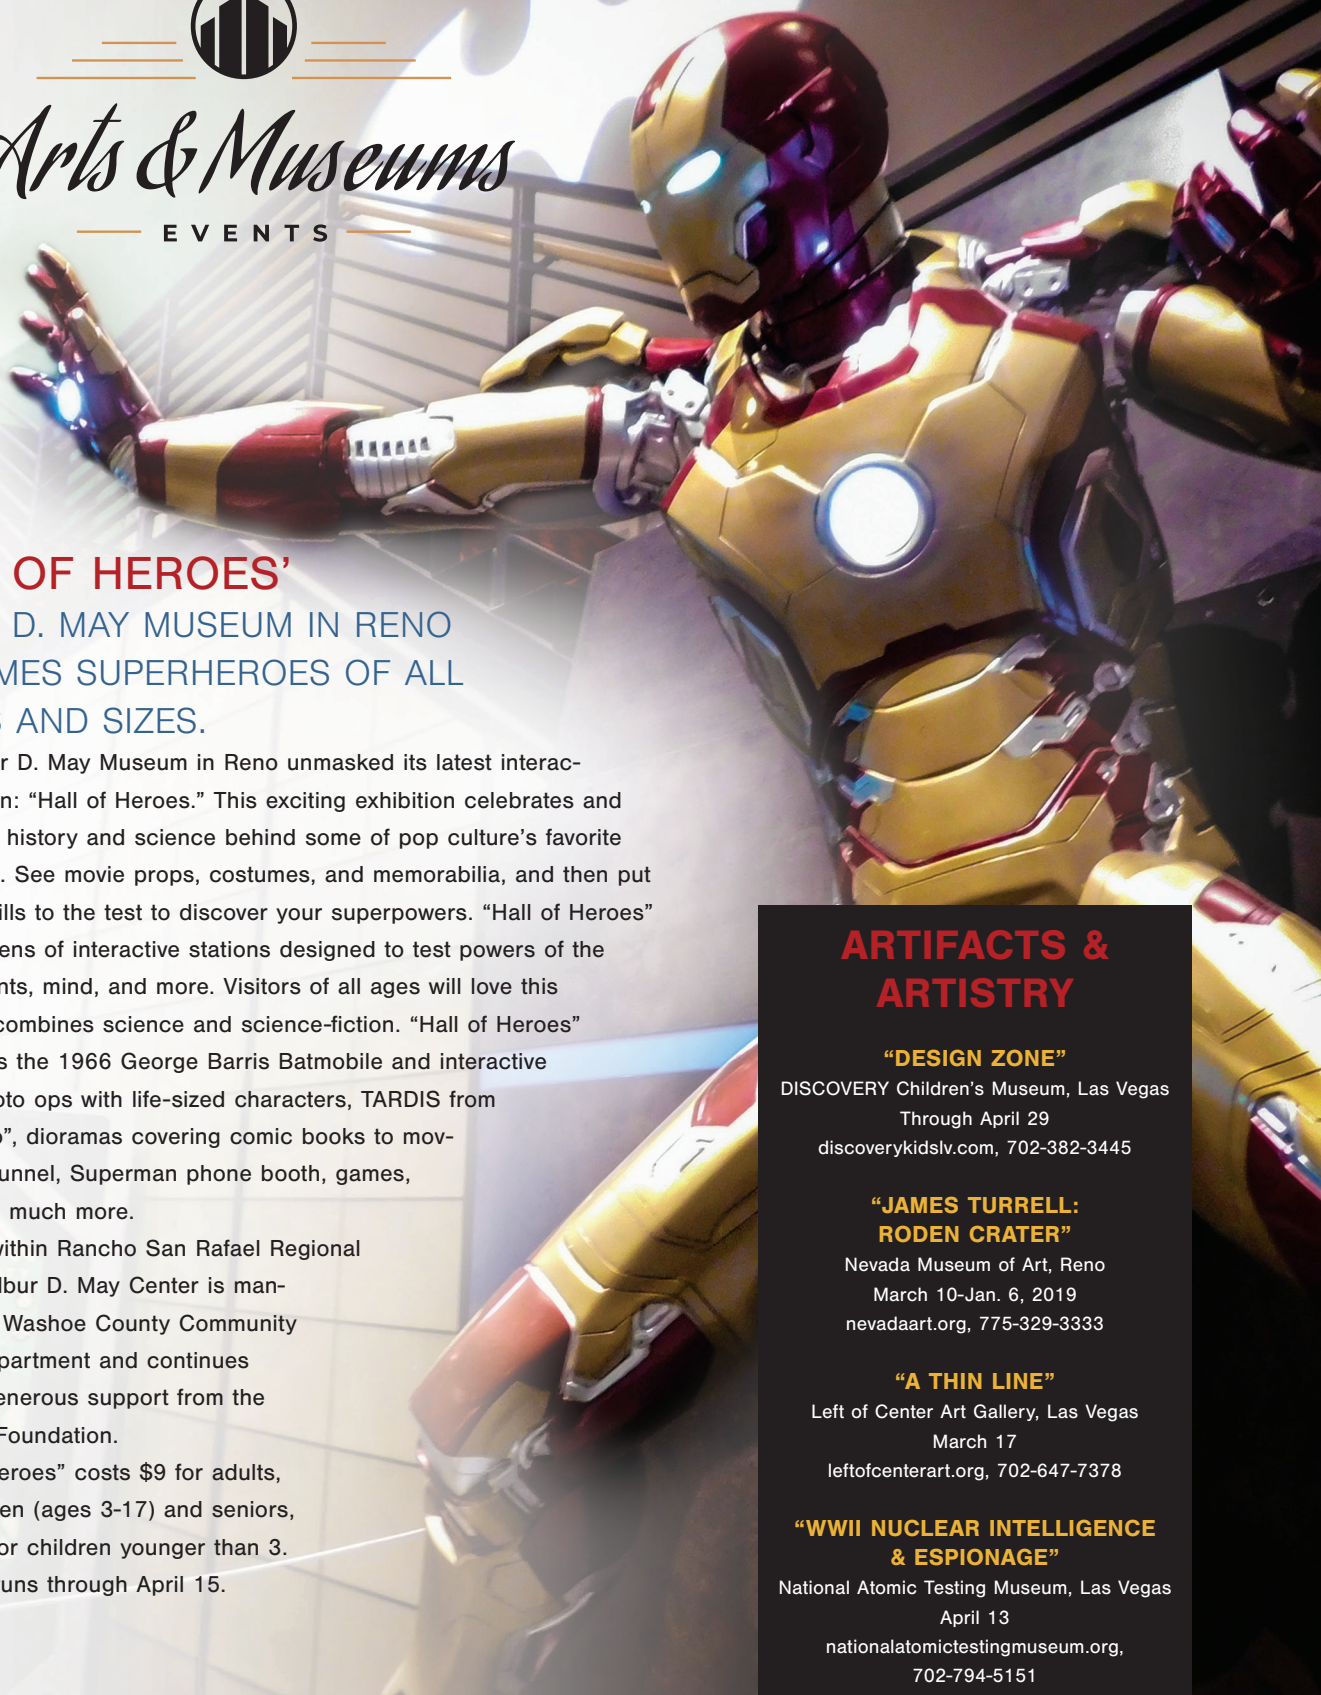 Arts & Museums
EVENTS
OF HEROES’
D. MAY MUSEUM IN RENO
MES SUPERHEROES OF ALL
S AND SIZES.
r D. May Museum in Reno unmasked its latest interac-
n: “Hall of Heroes.” This exciting exhibition celebrates and
history and science behind some of pop culture’s favorite
. See movie props, costumes, and memorabilia, and then put
ills to the test to discover your superpowers. “Hall of Heroes”
ens of interactive stations designed to test powers of the
nts, mind, and more. Visitors of all ages will love this
combines science and science-fiction. “Hall of Heroes”
s the 1966 George Barris Batmobile and interactive
oto ops with life-sized characters, TARDIS from
o”, dioramas covering comic books to mov-
unnel, Superman phone booth, games,
much more.
within Rancho San Rafael Regional
lbur D. May Center is man-
Washoe County Community
partment and continues
enerous support from the
Foundation.
eroes” costs $9 for adults,
en (ages 3-17) and seniors,
or children younger than 3.
runs through April 15.
ARTIFACTS &
ARTISTRY
“DESIGN ZONE”
DISCOVERY Children’s Museum, Las Vegas
Through April 29
discoverykidslv.com, 702-382-3445
“JAMES TURRELL:
RODEN CRATER”
Nevada Museum of Art, Reno
March 10-Jan. 6, 2019
nevadaart.org, 775-329-3333
“A THIN LINE”
Left of Center Art Gallery, Las Vegas
March 17
leftofcenterart.org, 702-647-7378
“WWII NUCLEAR INTELLIGENCE
& ESPIONAGE”
National Atomic Testing Museum, Las Vegas
April 13
nationalatomictestingmuseum.org,
702-794-5151